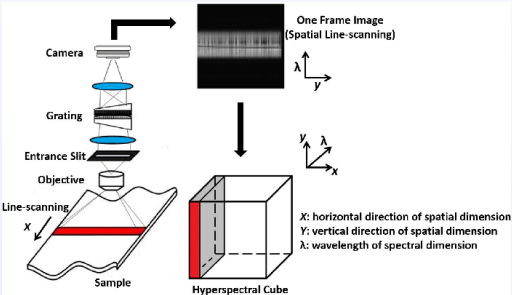 One Frame Image
(Spatial Line-scanning)
Camera
λ
y
Grating
Entrance Slit
Objective
Line-scanning
X
Sample
y
λ
x
X: horizontal direction of spatial dimension
Y: vertical direction of spatial dimension
λ: wavelength of spectral dimension
Hyperspectral Cube